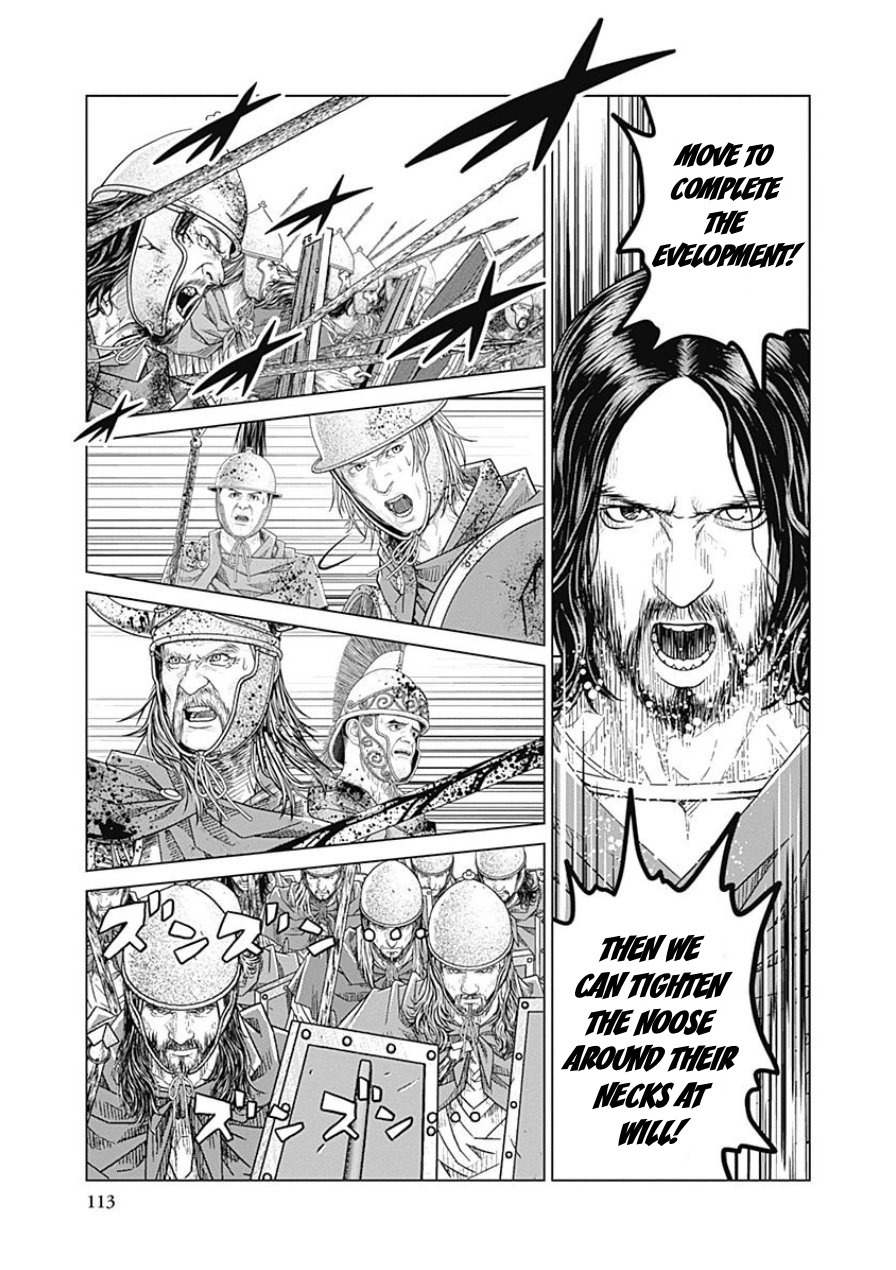 MOVE TO
COMPLETE
THE
EVELOPMENT!
THEN WE
CAN TIGHTEN
THE NOOSE
AROUND THEIR
NECKS AT
WILL!
ズンズン
ズンズン
113